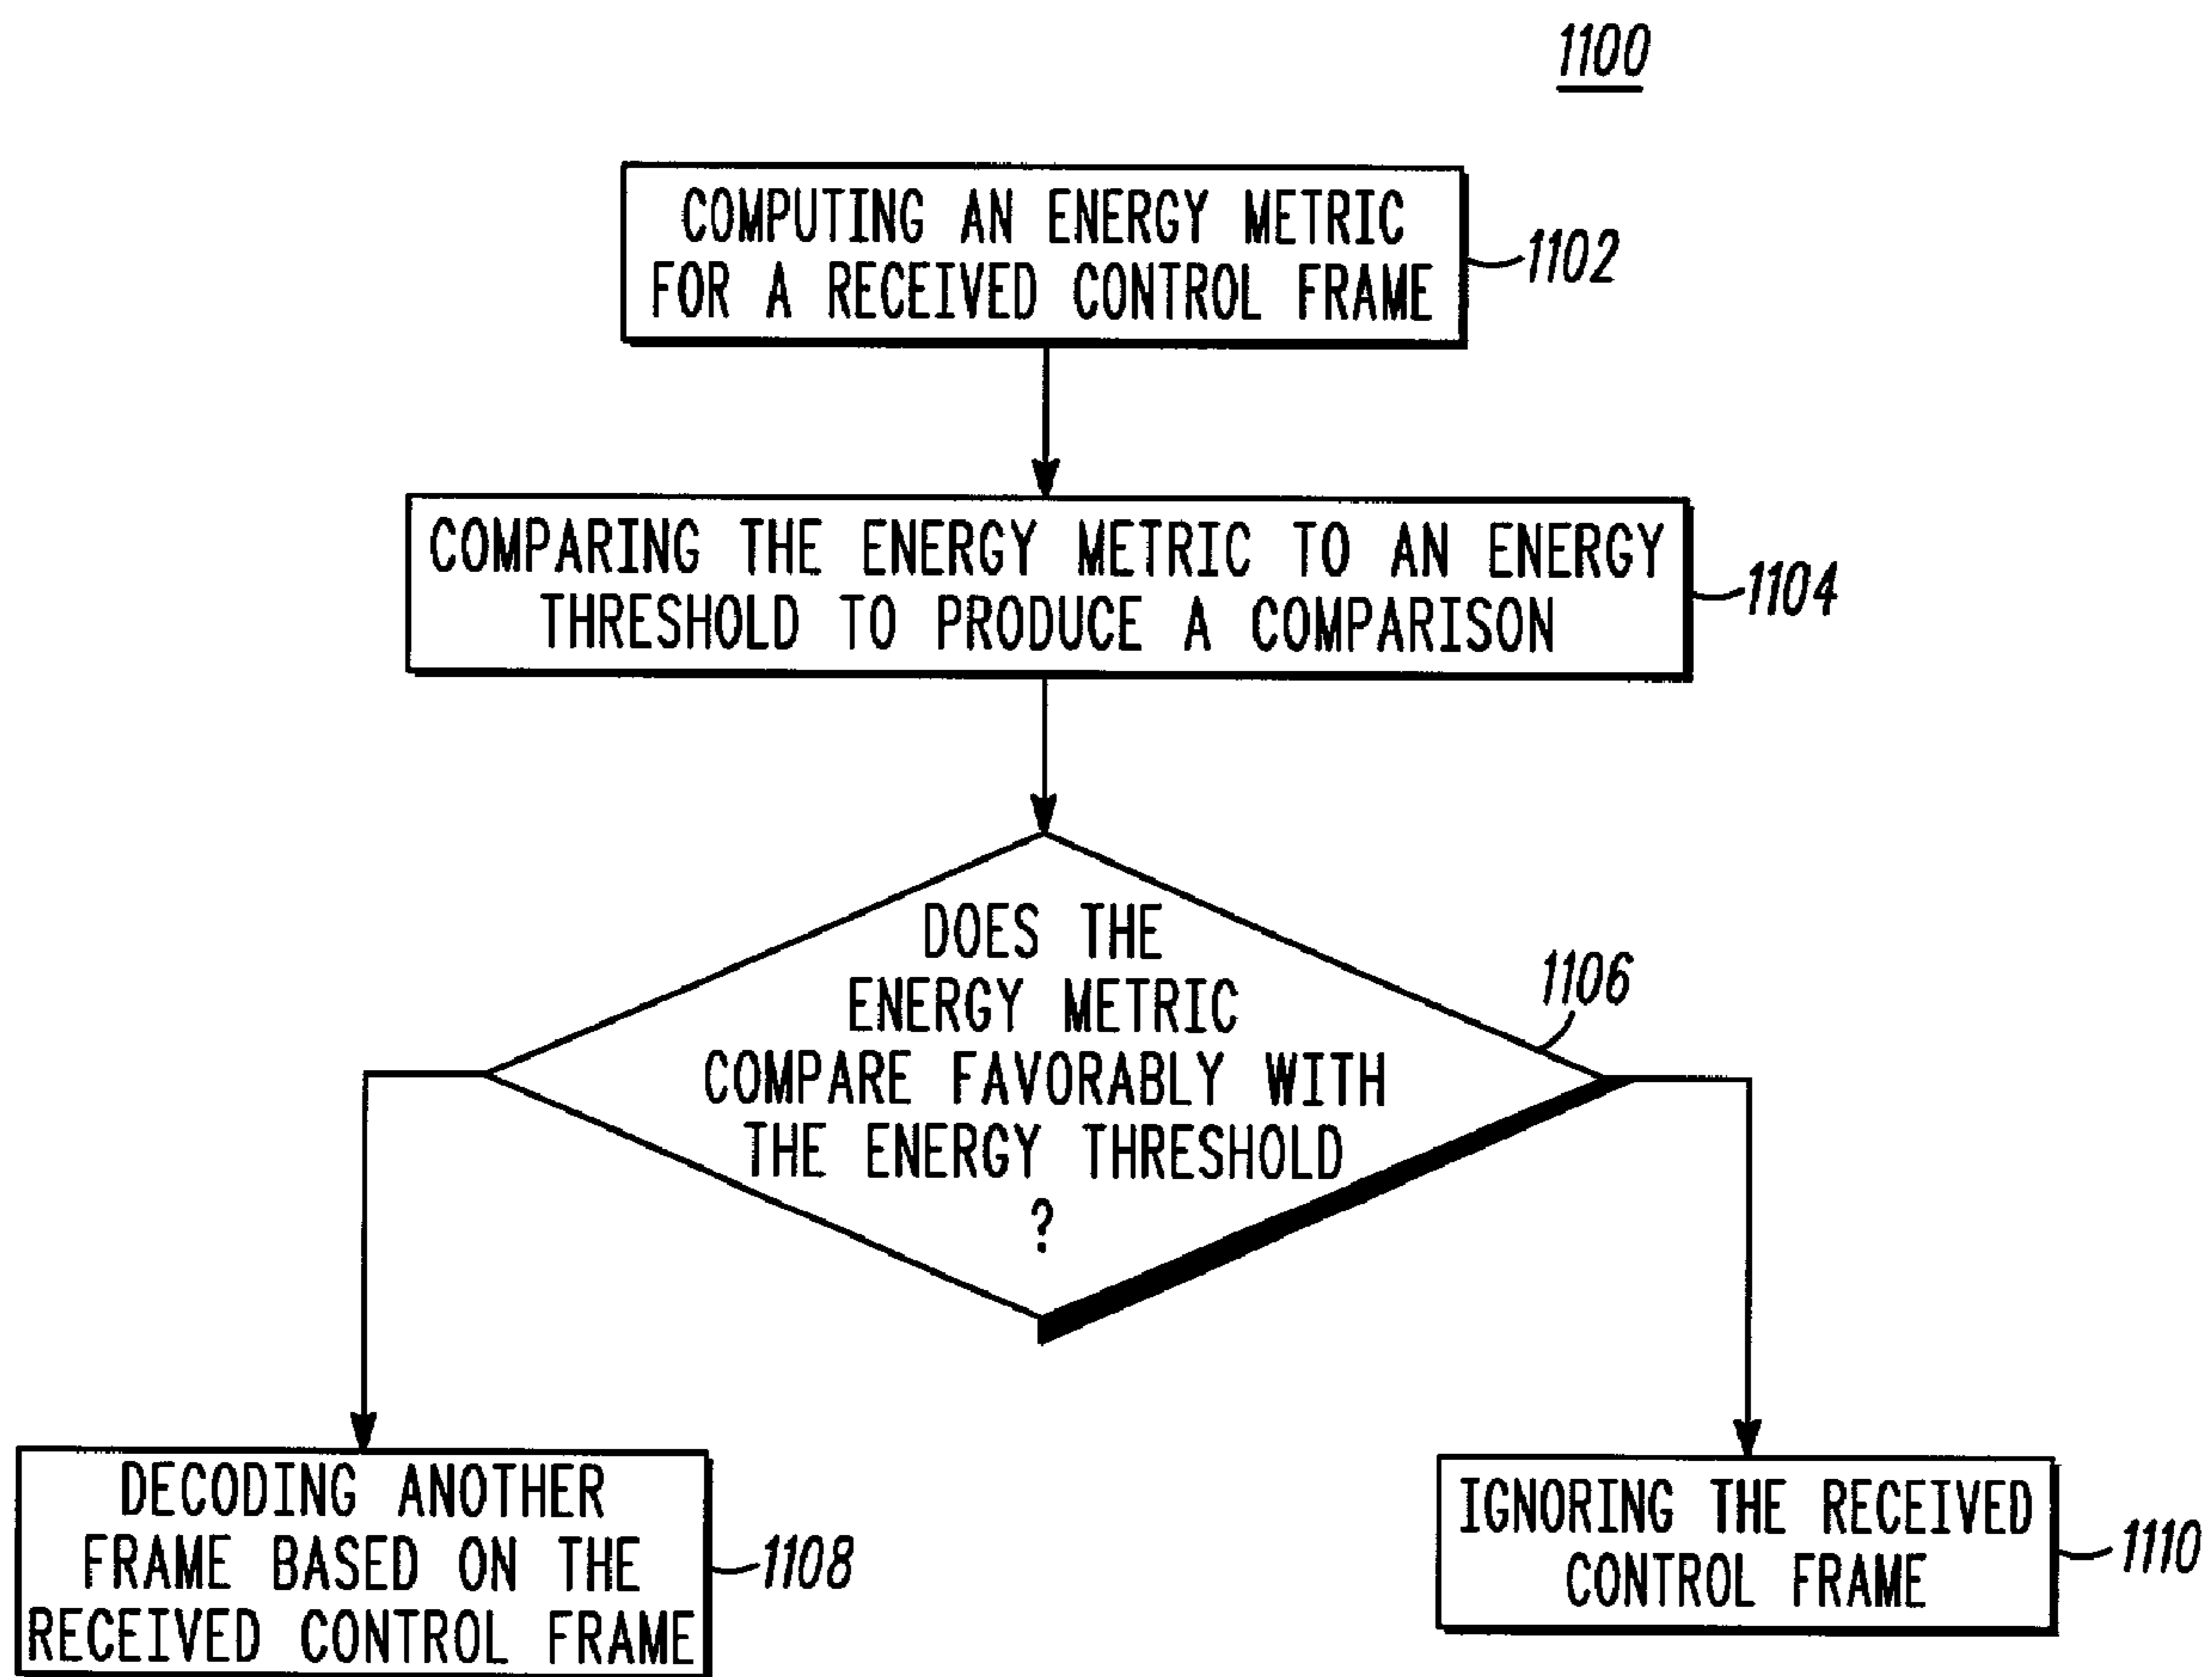 1100
COMPUTING AN ENERGY METRIC
FOR A RECEIVED CONTROL FRAME
1102
COMPARING THE ENERGY METRIC TO AN ENERGY
THRESHOLD TO PRODUCE A COMPARISON
1104
DOES THE
ENERGY METRIC
COMPARE FAVORABLY WITH
THE ENERGY THRESHOLD
?
1106
DECODING ANOTHER
FRAME BASED ON THE
RECEIVED CONTROL FRAME
1108
IGNORING THE RECEIVED
CONTROL FRAME
1110